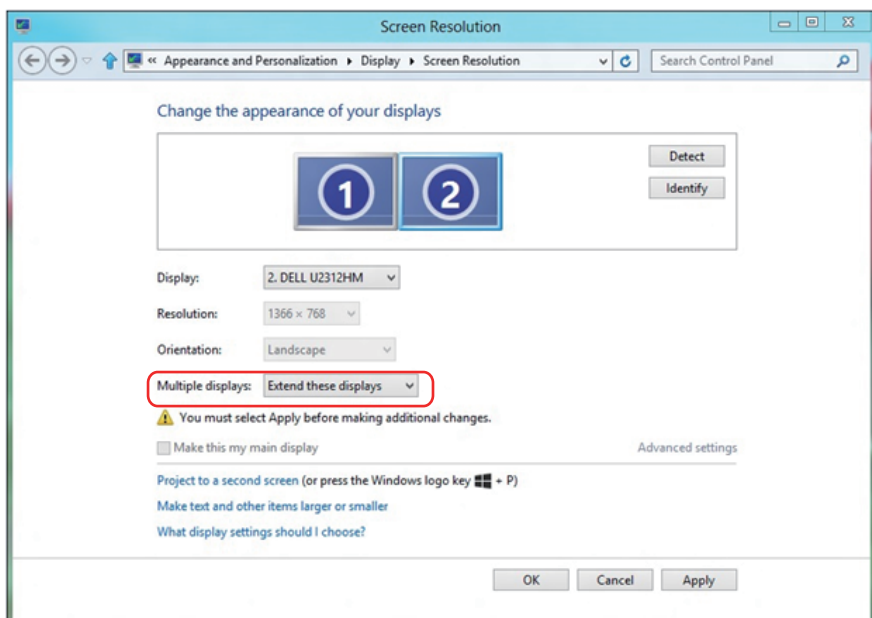 Screen Resolution
« Appearance and Personalization ▸ Display ▸ Screen Resolution
Search Control Panel
Change the appearance of your displays
1 2
Detect
Identify
Display: 2. DELL U2312HM
Resolution: 1366 × 768
Orientation: Landscape
Multiple displays: Extend these displays
You must select Apply before making additional changes.
Make this my main display
Advanced settings
Project to a second screen (or press the Windows logo key + P)
Make text and other items larger or smaller
What display settings should I choose?
OK Cancel Apply